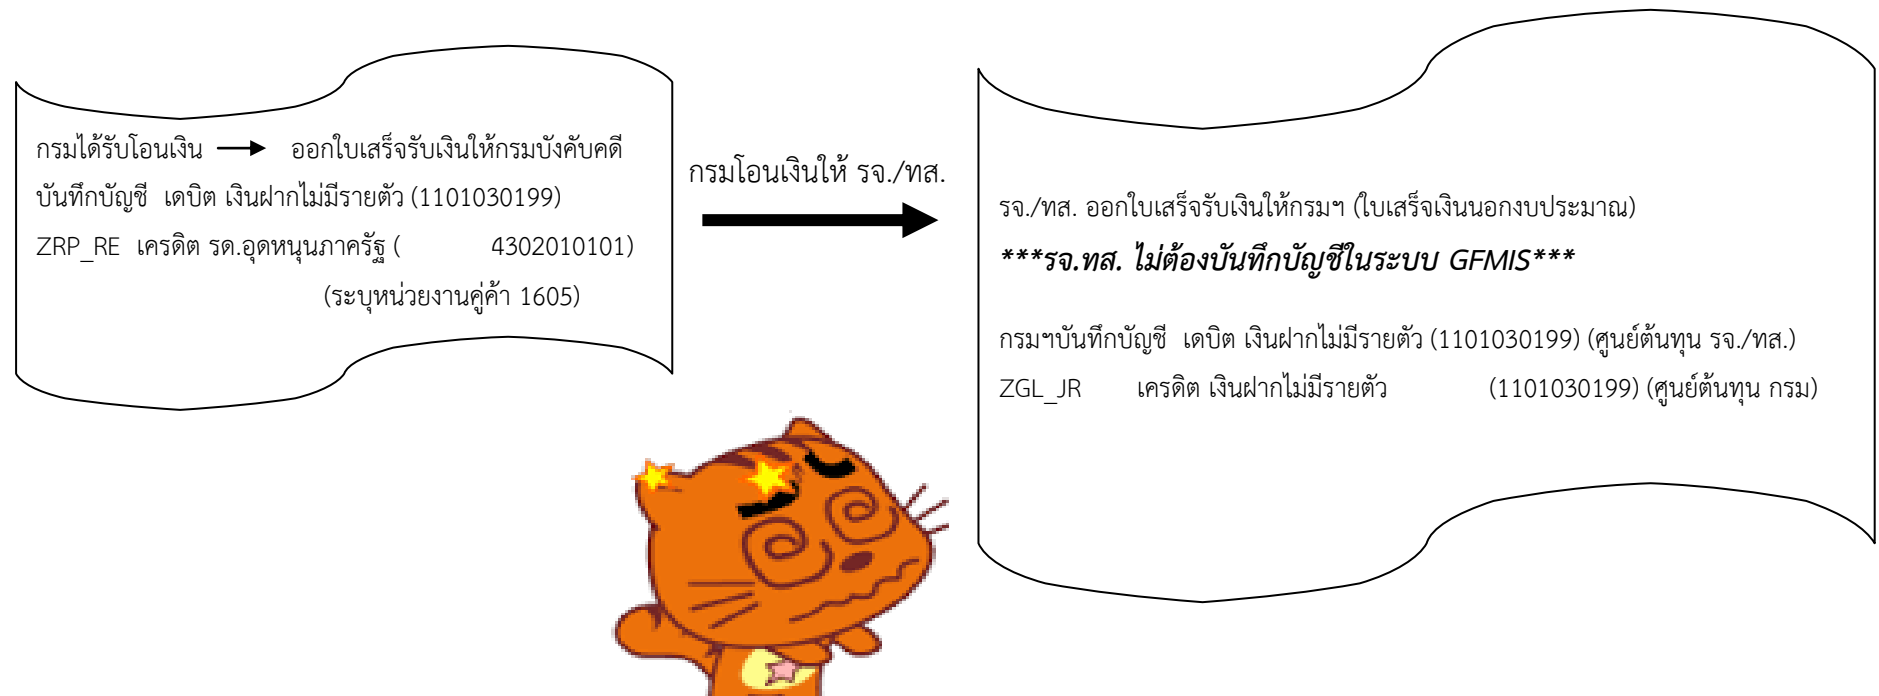 กรมได้รับโอนเงิน ออกใบเสร็จรับเงินให้กรมบังคับคดี
บันทึกบัญชี เดบิต เงินฝากไม่มีรายตัว (1101030199)
ZRP_RE เครดิต รด.อุดหนุนภาครัฐ ( 4302010101)
(ระบุหน่วยงานคู่ค้า 1605)
กรมโอนเงินให้ รจ./ทส.
รจ./ทส. ออกใบเสร็จรับเงินให้กรมฯ (ใบเสร็จเงินนอกงบประมาณ)
***รจ.ทส. ไม่ต้องบันทึกบัญชีในระบบ GFMIS***
กรมฯบันทึกบัญชี เดบิต เงินฝากไม่มีรายตัว (1101030199) (ศูนย์ต้นทุน รจ./ทส.)
ZGL_JR เครดิต เงินฝากไม่มีรายตัว (1101030199) (ศูนย์ต้นทุน กรม)